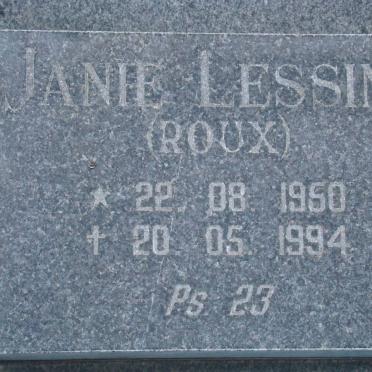 JANIE LESSIN
(ROUX)
★ 22. 08. 1950
† 20. 05. 1994
Ps 23